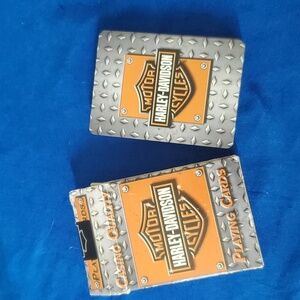 MOTOR
HARLEY-DAVIDSON
CYCLES
CASINO QUALITY
MOTOR
HARLEY-DAVIDSON
CYCLES
PLAYING CARDS